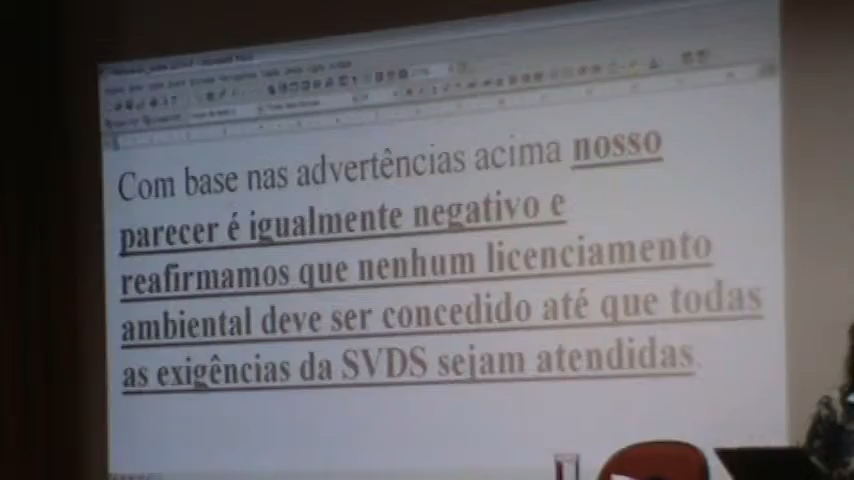 Com base nas advertências acima nosso
parecer é igualmente negativo e
reafirmamos que nenhum licenciamento
ambiental deve ser concedido até que todas
as exigências da SVDS sejam atendidas.